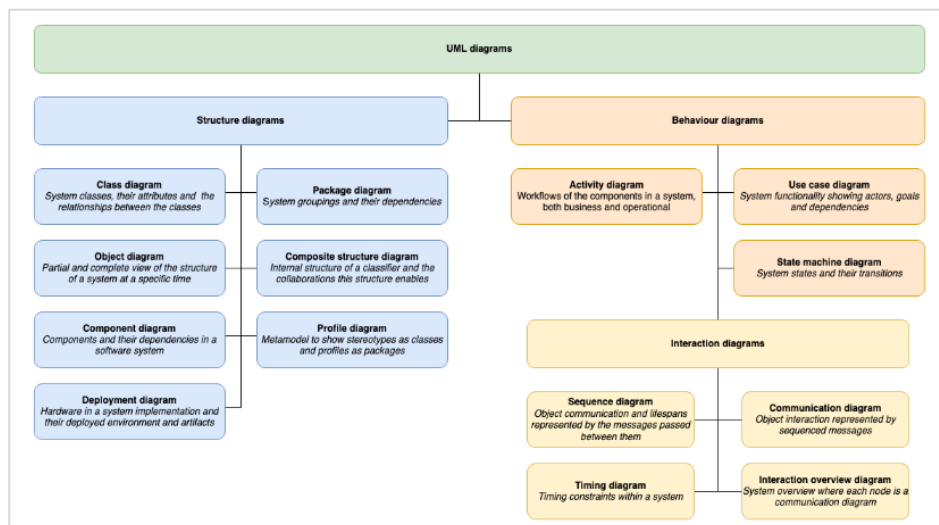 UML diagrams
Structure diagrams
Behaviour diagrams
Class diagram
System classes, their attributes and the
relationships between the classes
Package diagram
System groupings and their dependencies
Activity diagram
Workflows of the components in a system,
both business and operational
Use case diagram
System functionality showing actors, goals
and dependencies
Object diagram
Partial and complete view of the structure
of a system at a specific time
Composite structure diagram
Internal structure of a classifier and the
collaborations this structure enables
State machine diagram
System states and their transitions
Component diagram
Components and their dependencies in a
software system
Profile diagram
Metamodel to show stereotypes as classes
and profiles as packages
Interaction diagrams
Deployment diagram
Hardware in a system implementation and
their deployed environment and artifacts
Sequence diagram
Object communication and lifespans
represented by the messages passed
between them
Communication diagram
Object interaction represented by
sequenced messages
Timing diagram
Timing constraints within a system
Interaction overview diagram
System overview where each node is a
communication diagram